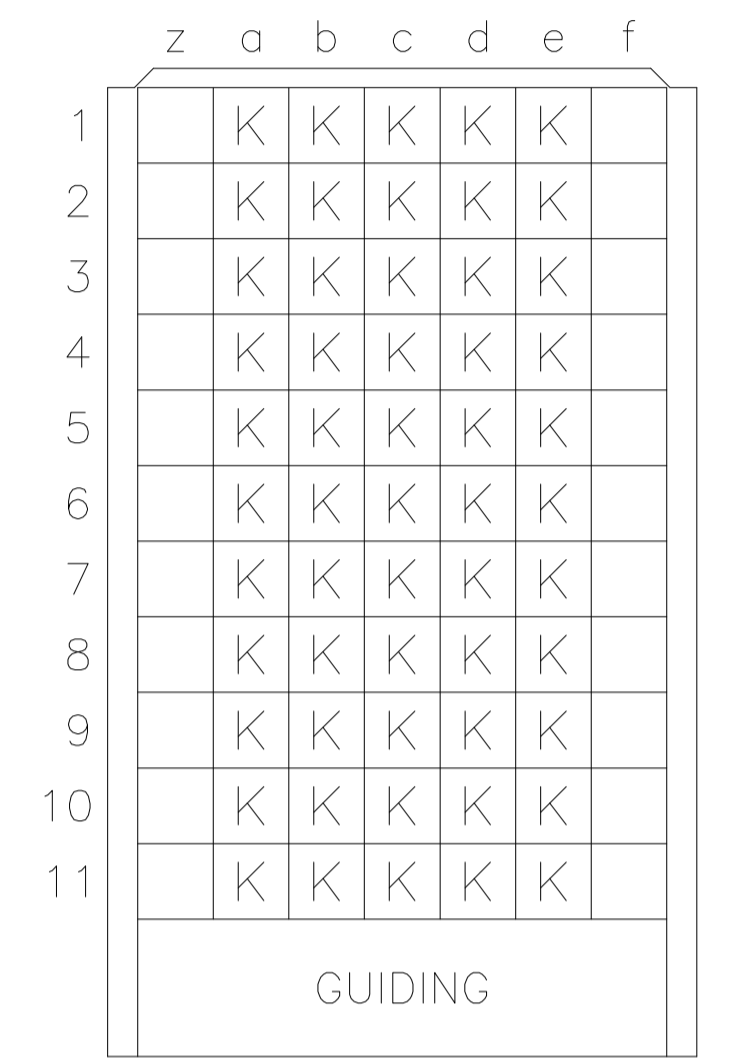 z a b c d e f
1 K K K K K
2 K K K K K
3 K K K K K
4 K K K K K
5 K K K K K
6 K K K K K
7 K K K K K
8 K K K K K
9 K K K K K
10 K K K K K
11 K K K K K
GUIDING